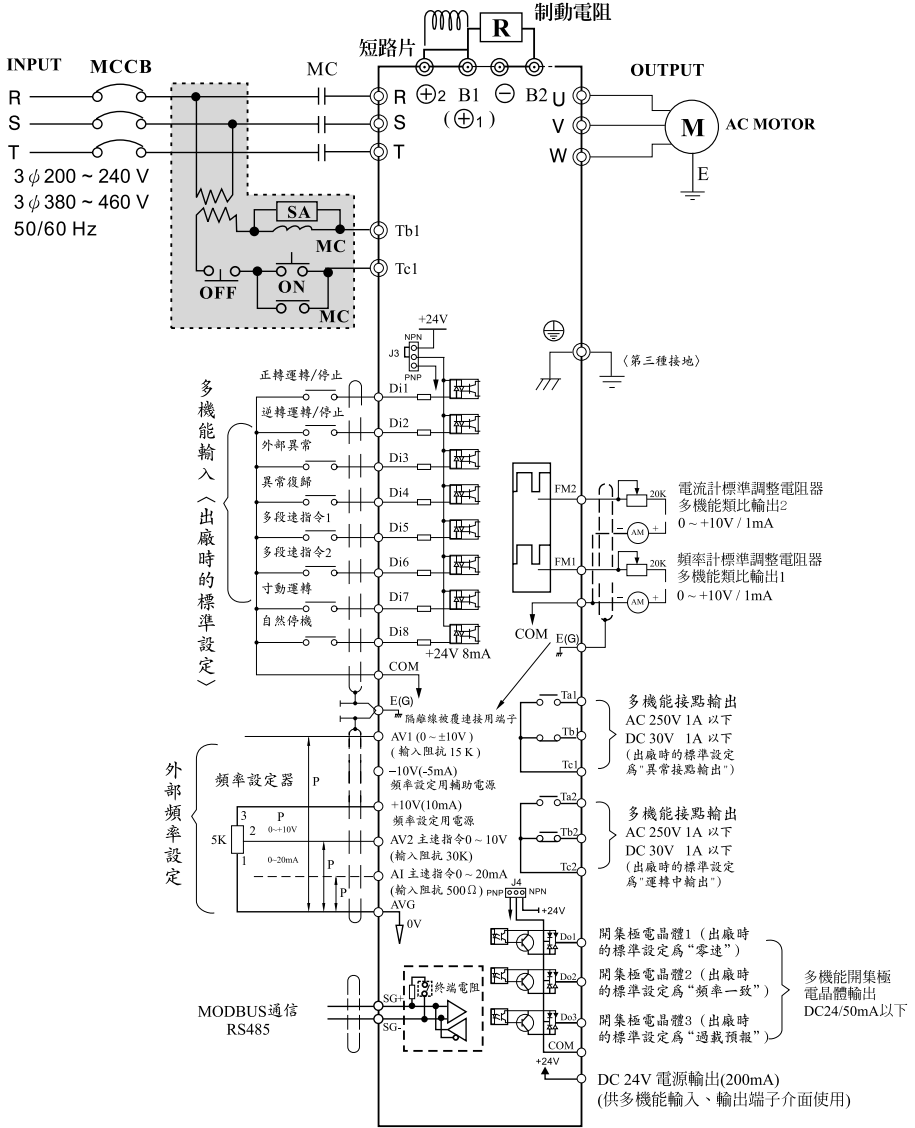 制動電阻
R
短路片
INPUT
MCCB
MC
OUTPUT
R
S
T
R
S
T
⊕2 B1 ⊖ B2
(⊕1)
U
V
W
M
AC MOTOR
E
3ϕ200 ~ 240 V
3ϕ380 ~ 460 V
50/60 Hz
SA
MC
Tb1
Tc1
OFF
ON
MC
+24V
NPN
J3
PNP
〈第三種接地〉
多機能輸入〈出廠時的標準設定〉
正轉運轉/停止
Di1
逆轉運轉/停止
Di2
外部異常
Di3
異常復歸
Di4
多段速指令1
Di5
多段速指令2
Di6
寸動運轉
Di7
自然停機
Di8
+24V 8mA
COM
E(G)
隔離線被覆連接用端子
FM2
20K
AM
− +
電流計標準調整電阻器
多機能類比輸出2
0 ~ +10V / 1mA
FM1
20K
AM
− +
頻率計標準調整電阻器
多機能類比輸出1
0 ~ +10V / 1mA
COM
E(G)
外部頻率設定
頻率設定器
AV1 (0 ~ ±10V)
(輸入阻抗 15 K)
−10V(-5mA)
頻率設定用輔助電源
+10V(10mA)
頻率設定用電源
AV2 主速指令0 ~ 10V
(輸入阻抗 30K)
AI 主速指令0 ~ 20mA
(輸入阻抗 500Ω)
AVG
0V
5K
3
2
1
P
0~+10V
0~20mA
P
P
P
Ta1
Tb1
Tc1
多機能接點輸出
AC 250V 1A 以下
DC 30V 1A 以下
(出廠時的標準設定
為"異常接點輸出")
Ta2
Tb2
Tc2
多機能接點輸出
AC 250V 1A 以下
DC 30V 1A 以下
(出廠時的標準設定
為"運轉中輸出")
J4
PNP
NPN
+24V
Do1
開集極電晶體1 (出廠時
的標準設定為“零速”)
Do2
開集極電晶體2 (出廠時
的標準設定為“頻率一致”)
Do3
開集極電晶體3 (出廠時
的標準設定為“過載預報”)
多機能開集極
電晶體輸出
DC24/50mA以下
COM
+24V
MODBUS通信
RS485
SG+
SG-
終端電阻
DC 24V 電源輸出(200mA)
(供多機能輸入、輸出端子介面使用)